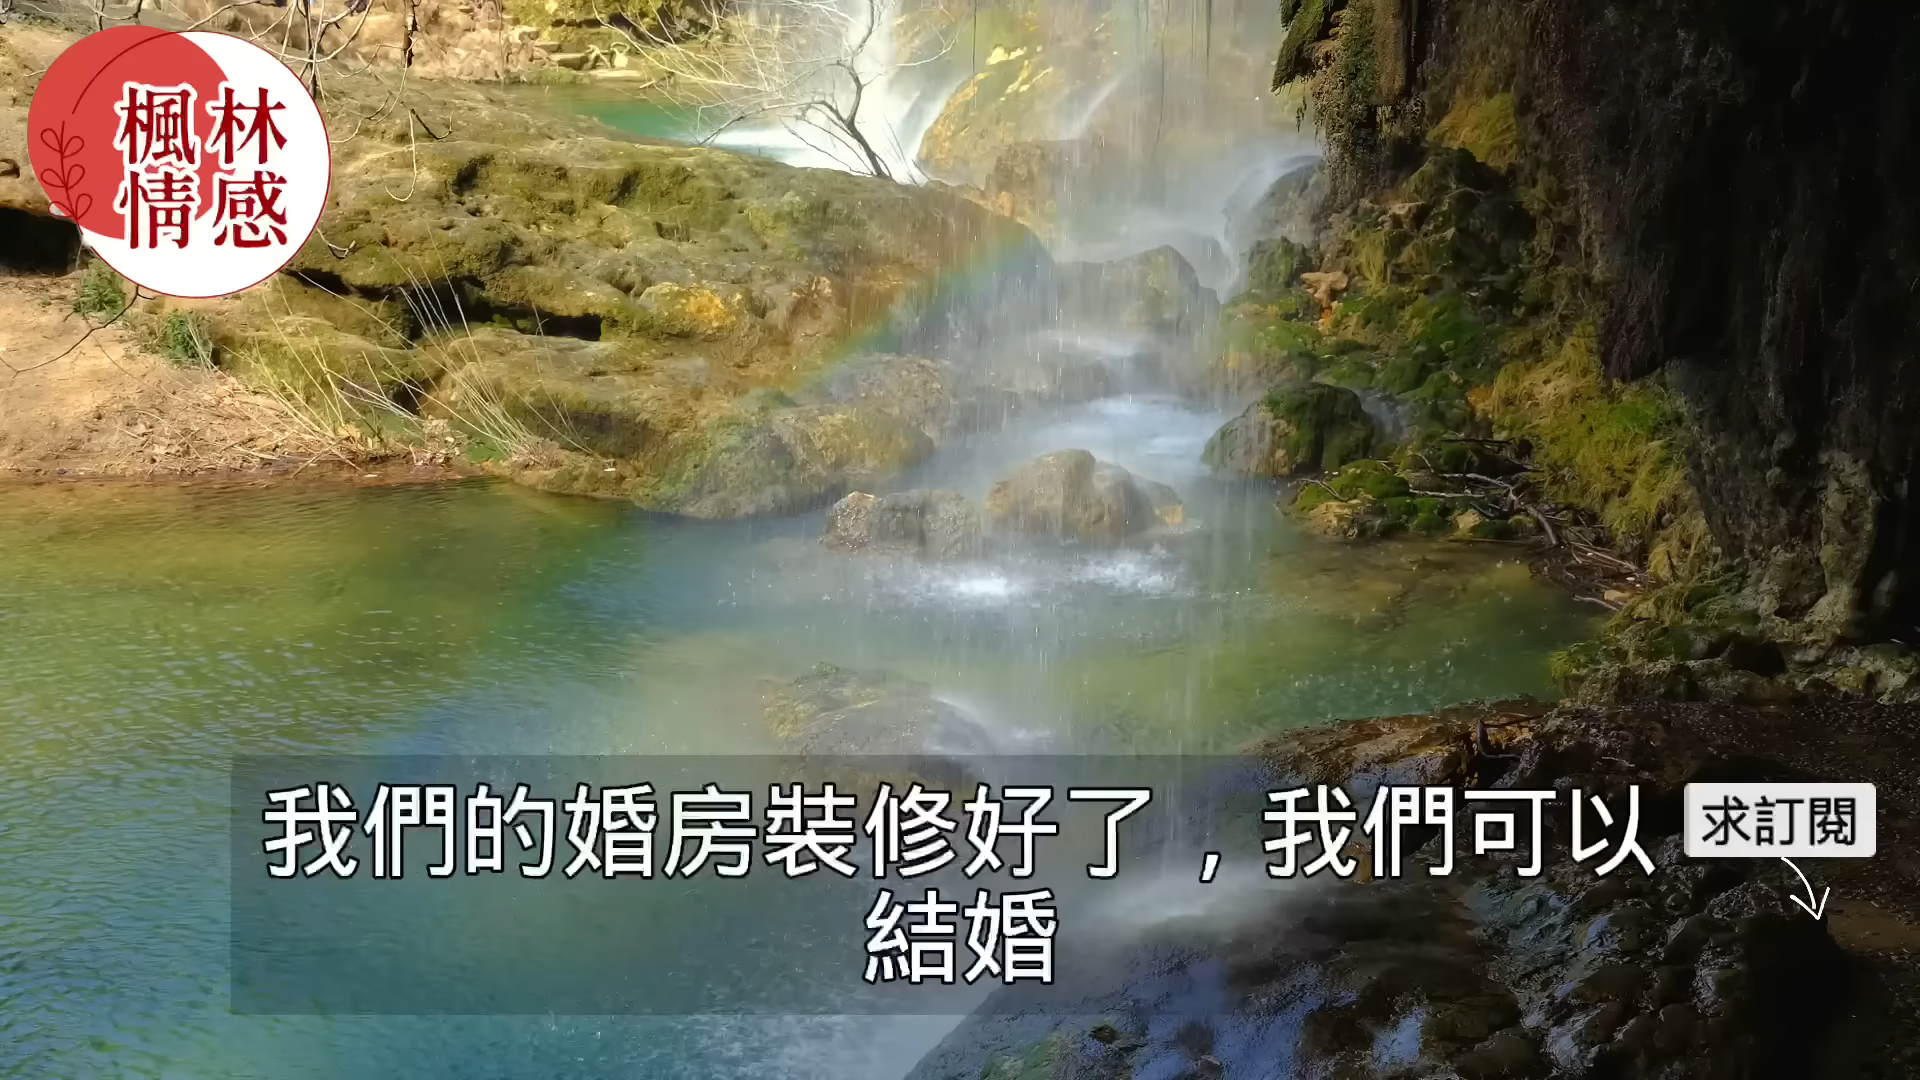 楓林
情感
我們的婚房裝修好了，我們可以
結婚
求訂閱